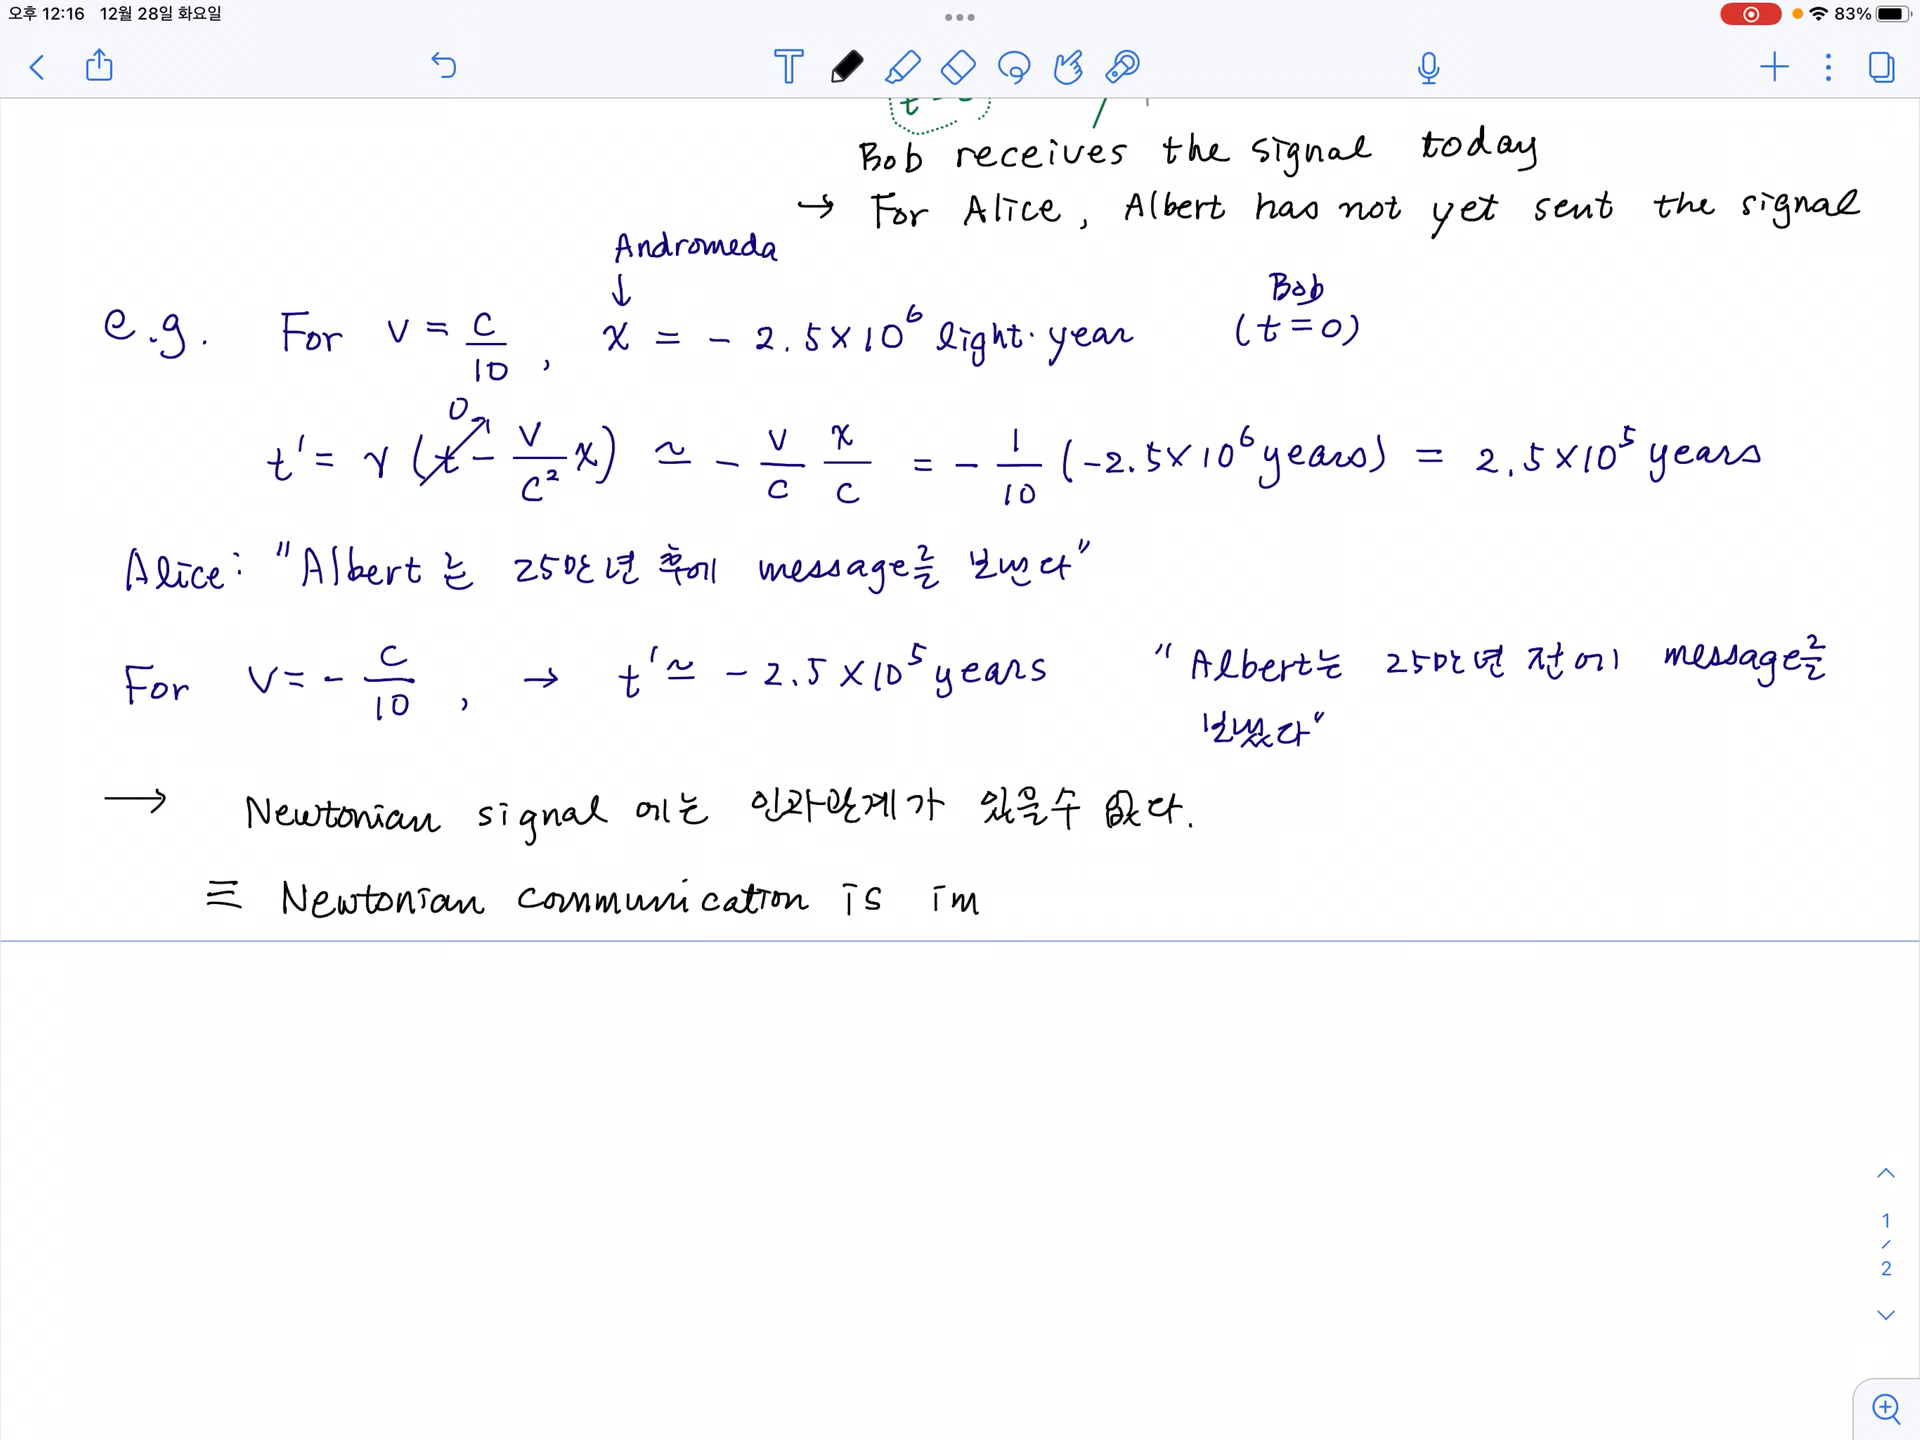 오후 12:16 12월 28일 화요일
83%
Bob receives the signal today
→ For Alice, Albert has not yet sent the signal
Andromeda
↓
Bob
e.g. For v = c/10, x = - 2.5×10⁶ light·year (t=0)
0
t' = γ (t - v/c² x) ≃ - v/c x/c = - 1/10 (-2.5×10⁶ years) = 2.5×10⁵ years
Alice: "Albert는 25만년 후에 message를 보낸다"
For v = - c/10, → t' ≃ - 2.5×10⁵ years "Albert는 25만년 전에 message를
보냈다"
→ Newtonian signal 에는 인과관계가 있을수 없다.
≡ Newtonian communication is im
1
/
2